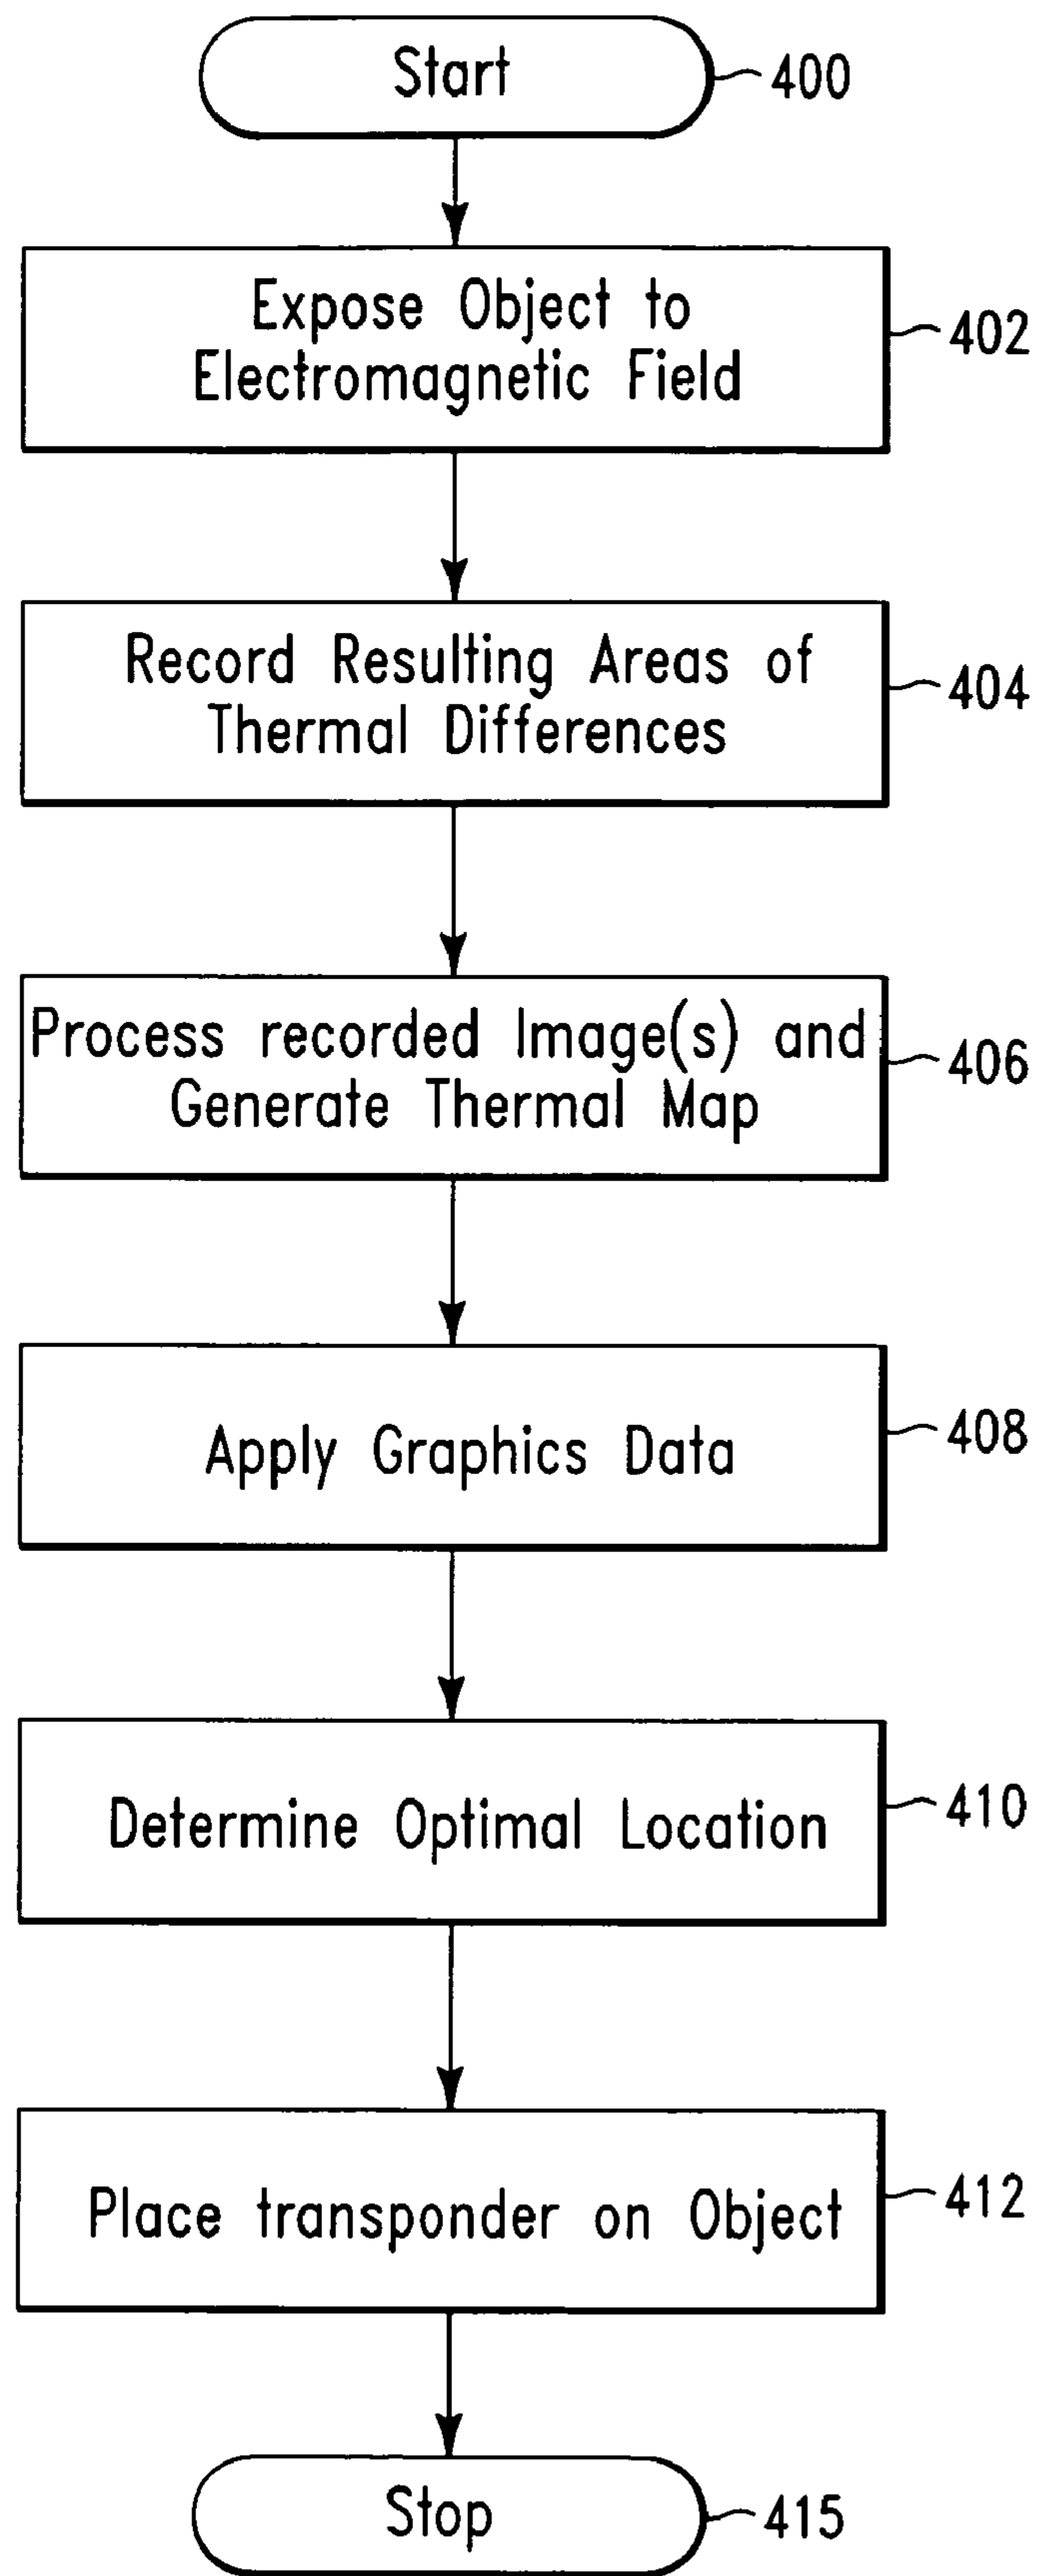 Start
400
Expose Object to
Electromagnetic Field
402
Record Resulting Areas of
Thermal Differences
404
Process recorded Image(s) and
Generate Thermal Map
406
Apply Graphics Data
408
Determine Optimal Location
410
Place transponder on Object
412
Stop
415